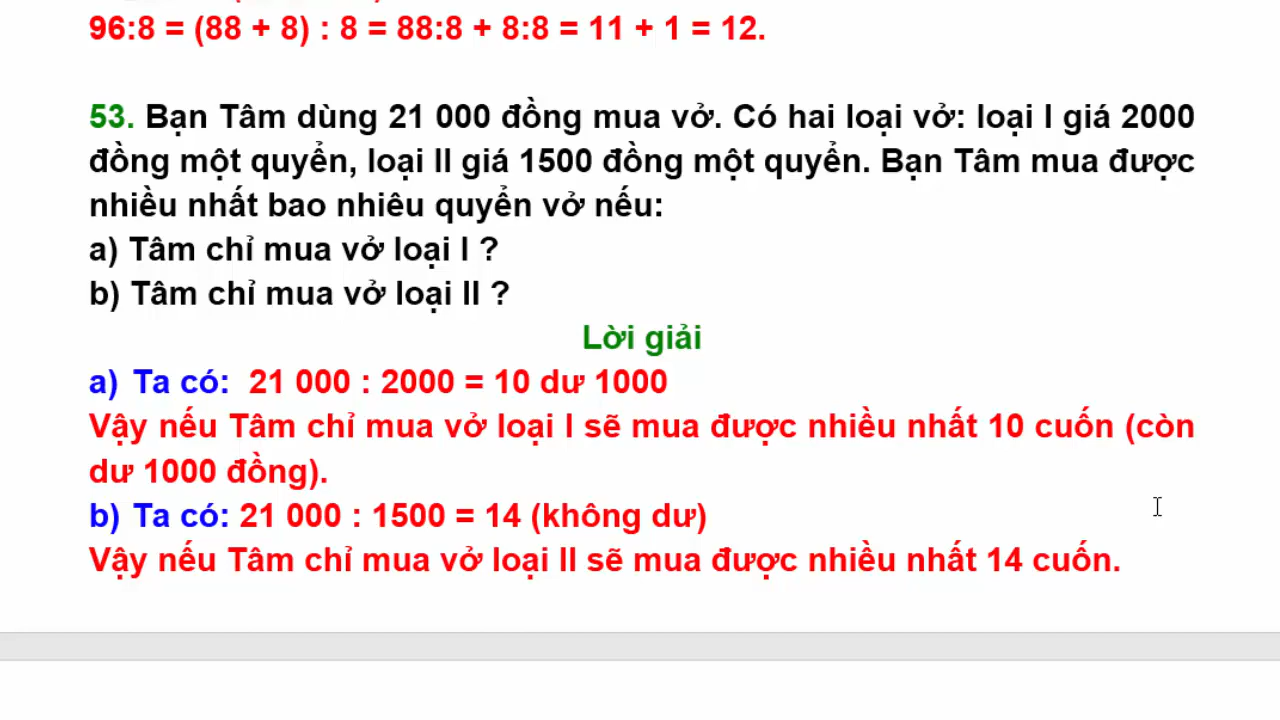 96:8 = (88 + 8) : 8 = 88:8 + 8:8 = 11 + 1 = 12.
53. Bạn Tâm dùng 21 000 đồng mua vở. Có hai loại vở: loại I giá 2000
đồng một quyển, loại II giá 1500 đồng một quyển. Bạn Tâm mua được
nhiều nhất bao nhiêu quyển vở nếu:
a) Tâm chỉ mua vở loại I ?
b) Tâm chỉ mua vở loại II ?
Lời giải
a) Ta có: 21 000 : 2000 = 10 dư 1000
Vậy nếu Tâm chỉ mua vở loại I sẽ mua được nhiều nhất 10 cuốn (còn
dư 1000 đồng).
b) Ta có: 21 000 : 1500 = 14 (không dư)
Vậy nếu Tâm chỉ mua vở loại II sẽ mua được nhiều nhất 14 cuốn.